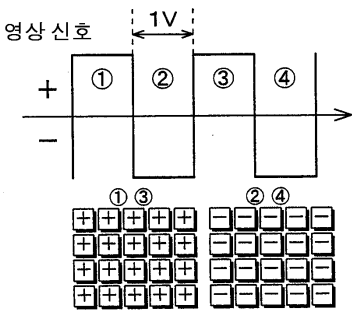 1V
영상 신호
① ② ③ ④
+
−
① ③ ② ④
+ + + + + − − − − −
+ + + + + − − − − −
+ + + + + − − − − −
+ + + + + − − − − −